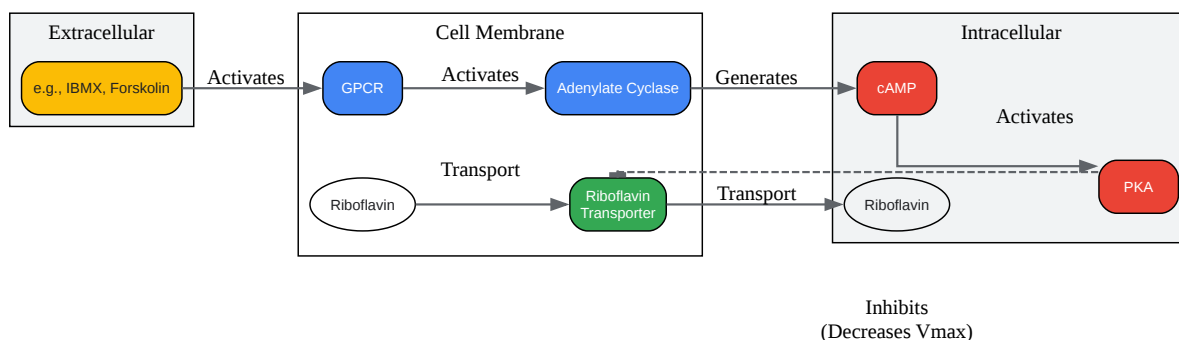 Extracellular
Cell Membrane
Intracellular
e.g., IBMX, Forskolin
Activates
GPCR
Activates
Adenylate Cyclase
Generates
cAMP
Activates
Riboflavin
Transport
Riboflavin
Transporter
Transport
Riboflavin
PKA
Inhibits
(Decreases Vmax)